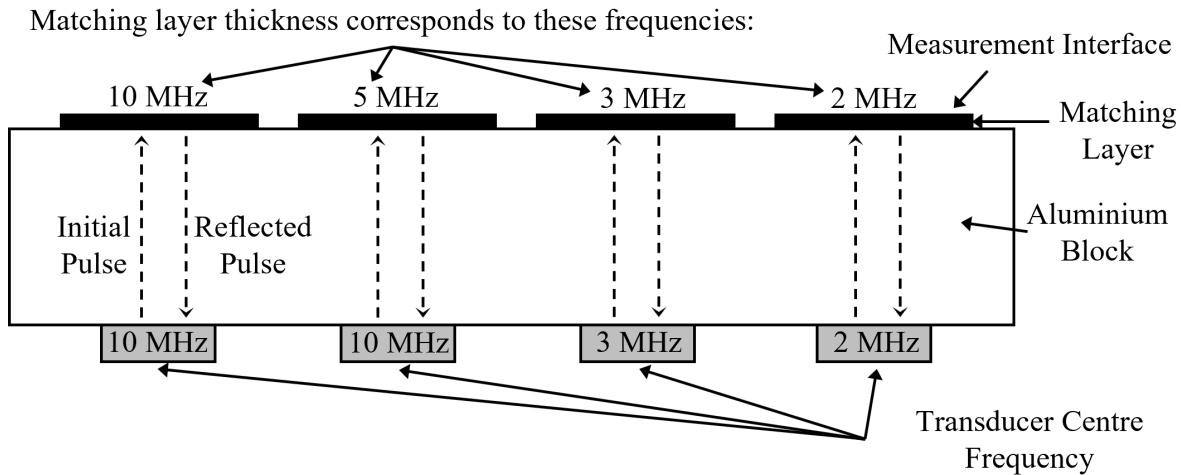 Matching layer thickness corresponds to these frequencies:
Measurement Interface
10 MHz
5 MHz
3 MHz
2 MHz
Matching
Layer
Initial
Pulse
Reflected
Pulse
Aluminium
Block
10 MHz
10 MHz
3 MHz
2 MHz
Transducer Centre
Frequency